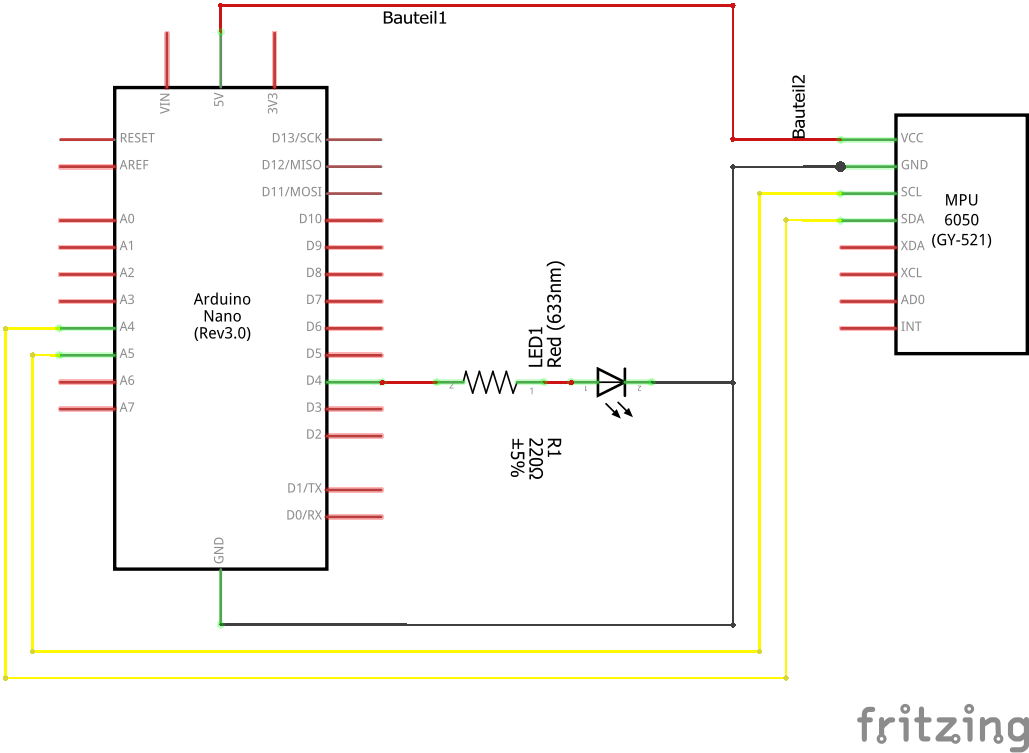 Bauteil1
Bauteil2
VIN
5V
3V3
RESET
AREF
A0
A1
A2
A3
A4
A5
A6
A7
Arduino
Nano
(Rev3.0)
D13/SCK
D12/MISO
D11/MOSI
D10
D9
D8
D7
D6
D5
D4
D3
D2
D1/TX
D0/RX
GND
2
1
LED1
Red (633nm)
1
2
R1
220Ω
±5%
VCC
GND
SCL
SDA
XDA
XCL
AD0
INT
MPU
6050
(GY-521)
fritzing